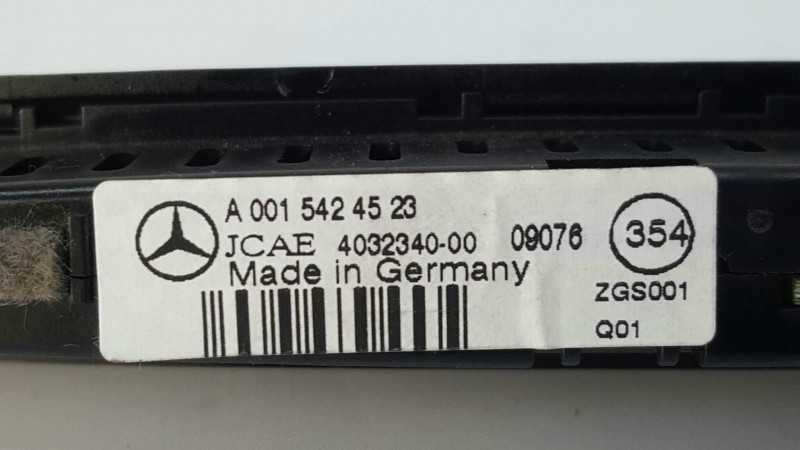 A 001 542 45 23
JCAE 4032340-00 09076
Made in Germany
354
ZGS001
Q01